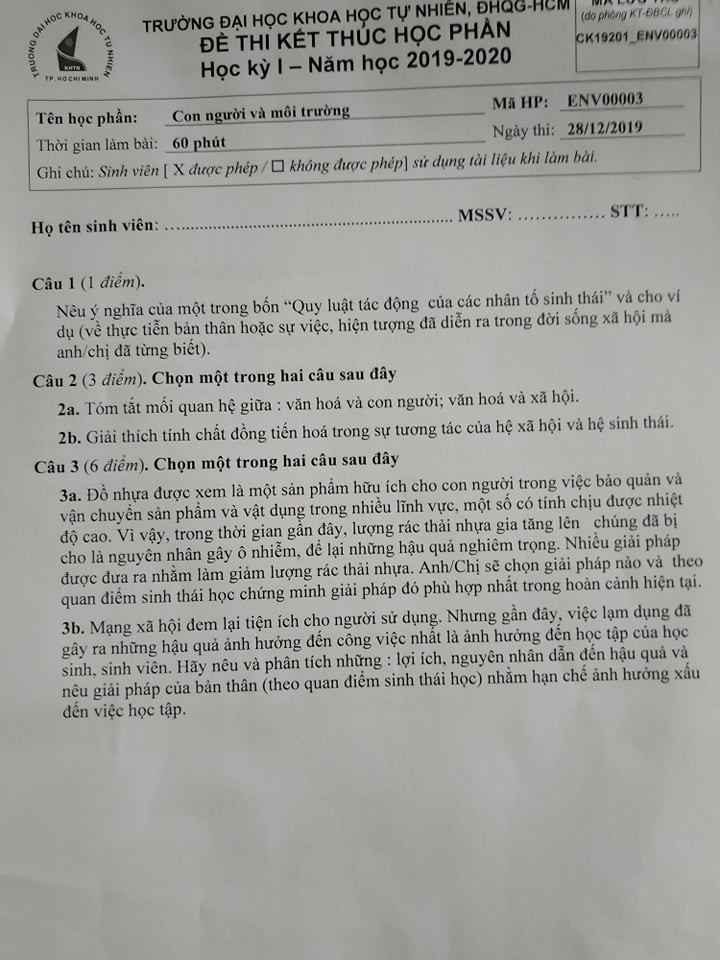 TRƯỜNG ĐẠI HỌC KHOA HỌC TỰ NHIÊN, ĐHQG-HCM
ĐỀ THI KẾT THÚC HỌC PHẦN
Học kỳ I – Năm học 2019-2020
TRƯỜNG ĐẠI HỌC KHOA HỌC TỰ NHIÊN
KHTN
TP. HO CHI MINH
(do phòng KT-ĐBCL ghi)
CK19201_ENV00003
Tên học phần: Con người và môi trường Mã HP: ENV00003
Thời gian làm bài: 60 phút Ngày thi: 28/12/2019
Ghi chú: Sinh viên [ X được phép / ☐ không được phép] sử dụng tài liệu khi làm bài.
Họ tên sinh viên: ................................................ MSSV: ............... STT: .....
Câu 1 (1 điểm).
Nêu ý nghĩa của một trong bốn “Quy luật tác động của các nhân tố sinh thái” và cho ví
dụ (về thực tiễn bản thân hoặc sự việc, hiện tượng đã diễn ra trong đời sống xã hội mà
anh/chị đã từng biết).
Câu 2 (3 điểm). Chọn một trong hai câu sau đây
2a. Tóm tắt mối quan hệ giữa : văn hoá và con người; văn hoá và xã hội.
2b. Giải thích tính chất đồng tiến hoá trong sự tương tác của hệ xã hội và hệ sinh thái.
Câu 3 (6 điểm). Chọn một trong hai câu sau đây
3a. Đồ nhựa được xem là một sản phẩm hữu ích cho con người trong việc bảo quản và
vận chuyển sản phẩm và vật dụng trong nhiều lĩnh vực, một số có tính chịu được nhiệt
độ cao. Vì vậy, trong thời gian gần đây, lượng rác thải nhựa gia tăng lên chúng đã bị
cho là nguyên nhân gây ô nhiễm, để lại những hậu quả nghiêm trọng. Nhiều giải pháp
được đưa ra nhằm làm giảm lượng rác thải nhựa. Anh/Chị sẽ chọn giải pháp nào và theo
quan điểm sinh thái học chứng minh giải pháp đó phù hợp nhất trong hoàn cảnh hiện tại.
3b. Mạng xã hội đem lại tiện ích cho người sử dụng. Nhưng gần đây, việc lạm dụng đã
gây ra những hậu quả ảnh hưởng đến công việc nhất là ảnh hưởng đến học tập của học
sinh, sinh viên. Hãy nêu và phân tích những : lợi ích, nguyên nhân dẫn đến hậu quả và
nêu giải pháp của bản thân (theo quan điểm sinh thái học) nhằm hạn chế ảnh hưởng xấu
đến việc học tập.